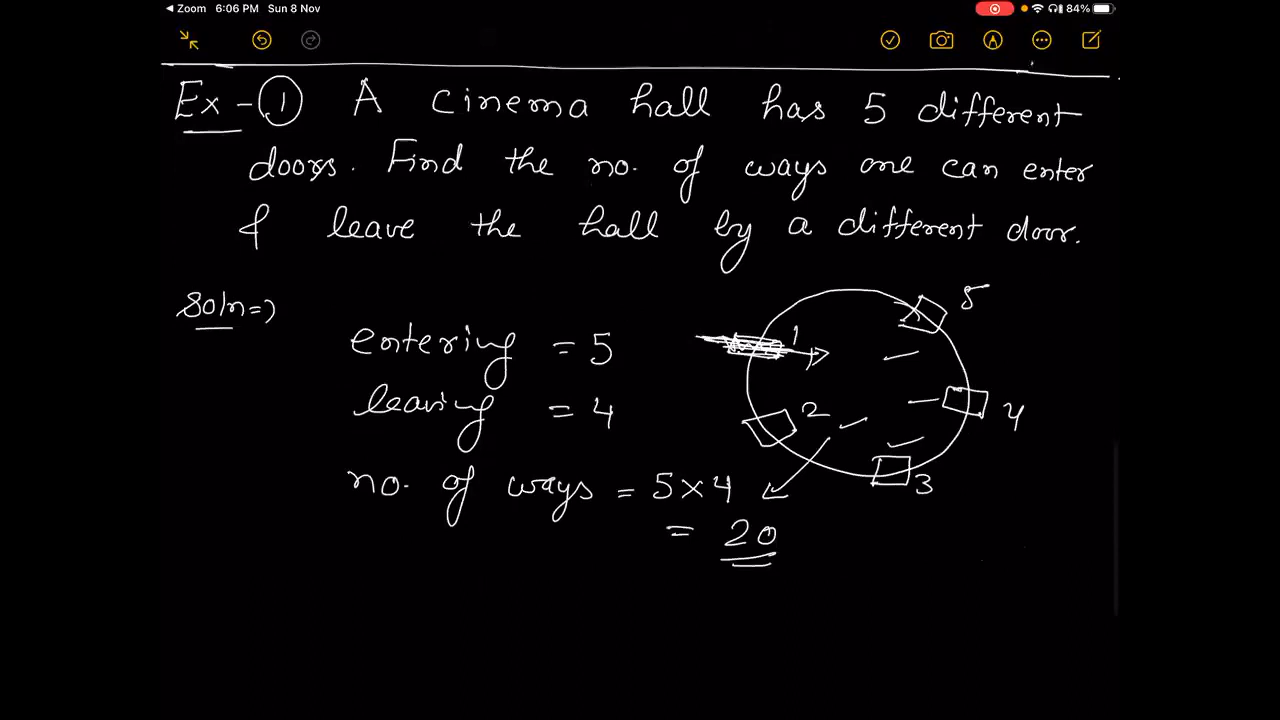 Zoom 6:06 PM Sun 8 Nov 84%
Ex-① A cinema hall has 5 different
doors. Find the no. of ways one can enter
& leave the hall by a different door.
Soln=>
entering = 5
leaving = 4
no. of ways = 5×4
= 20
1
2
3
4
5